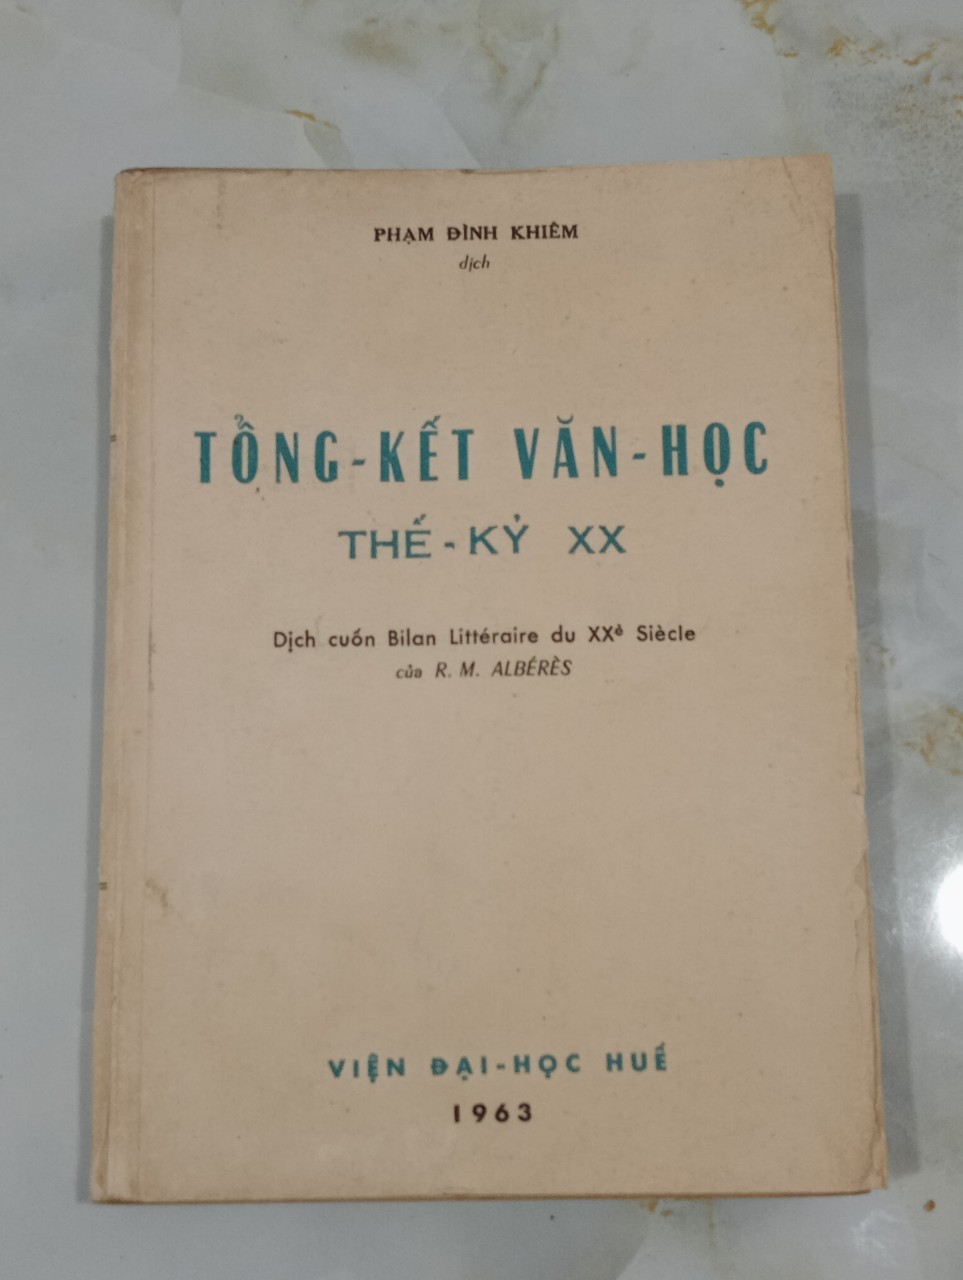 PHẠM ĐÌNH KHIÊM
dịch
TỔNG-KẾT VĂN-HỌC
THẾ-KỶ XX
Dịch cuốn Bilan Littéraire du XXè Siècle
của R. M. ALBÉRÈS
VIỆN ĐẠI-HỌC HUẾ
1963